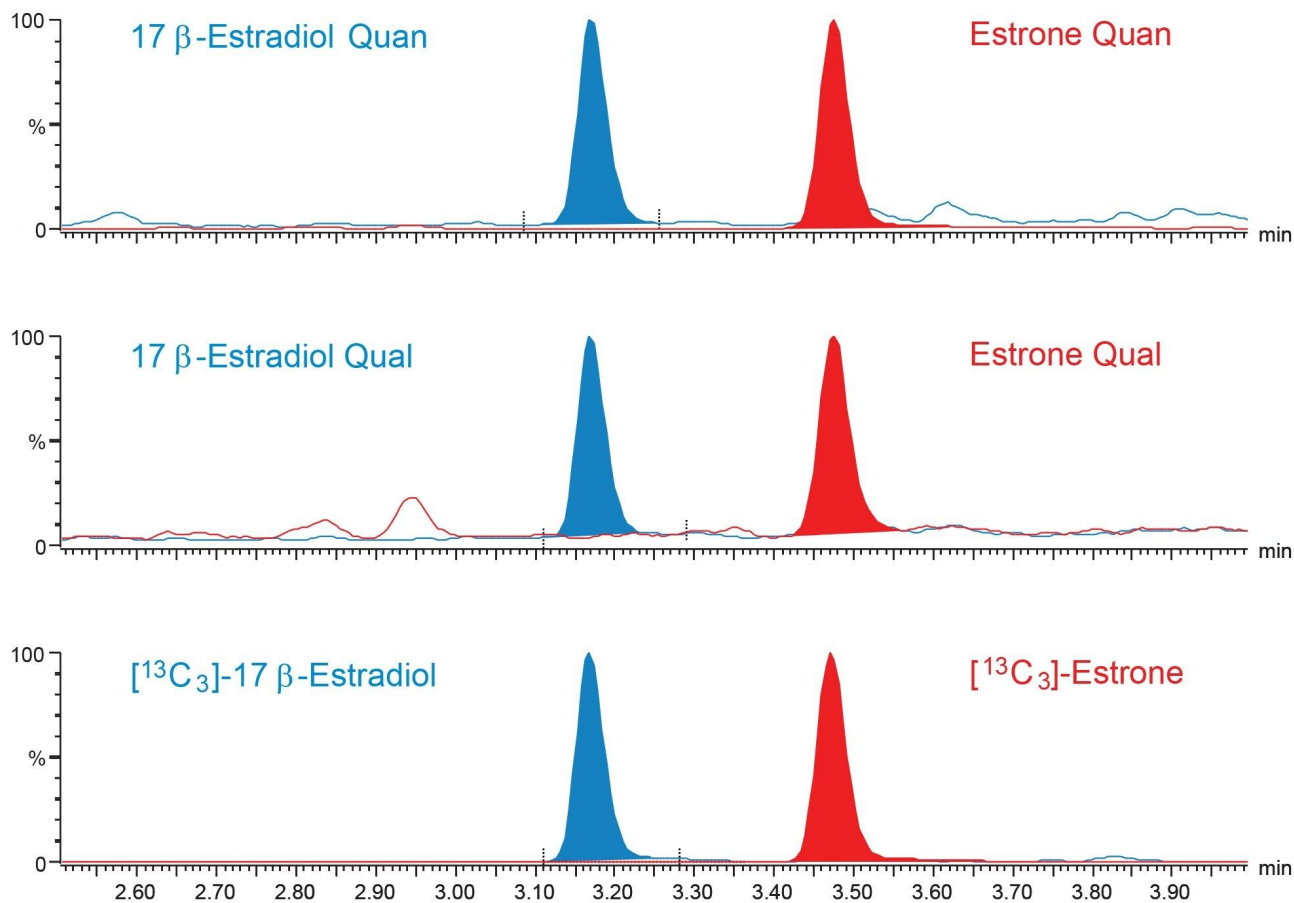 100
17 β-Estradiol Quan
Estrone Quan
%
0
min
100
17 β-Estradiol Qual
Estrone Qual
%
0
min
100
[¹³C₃]-17 β-Estradiol
[¹³C₃]-Estrone
%
0
min
2.60 2.70 2.80 2.90 3.00 3.10 3.20 3.30 3.40 3.50 3.60 3.70 3.80 3.90